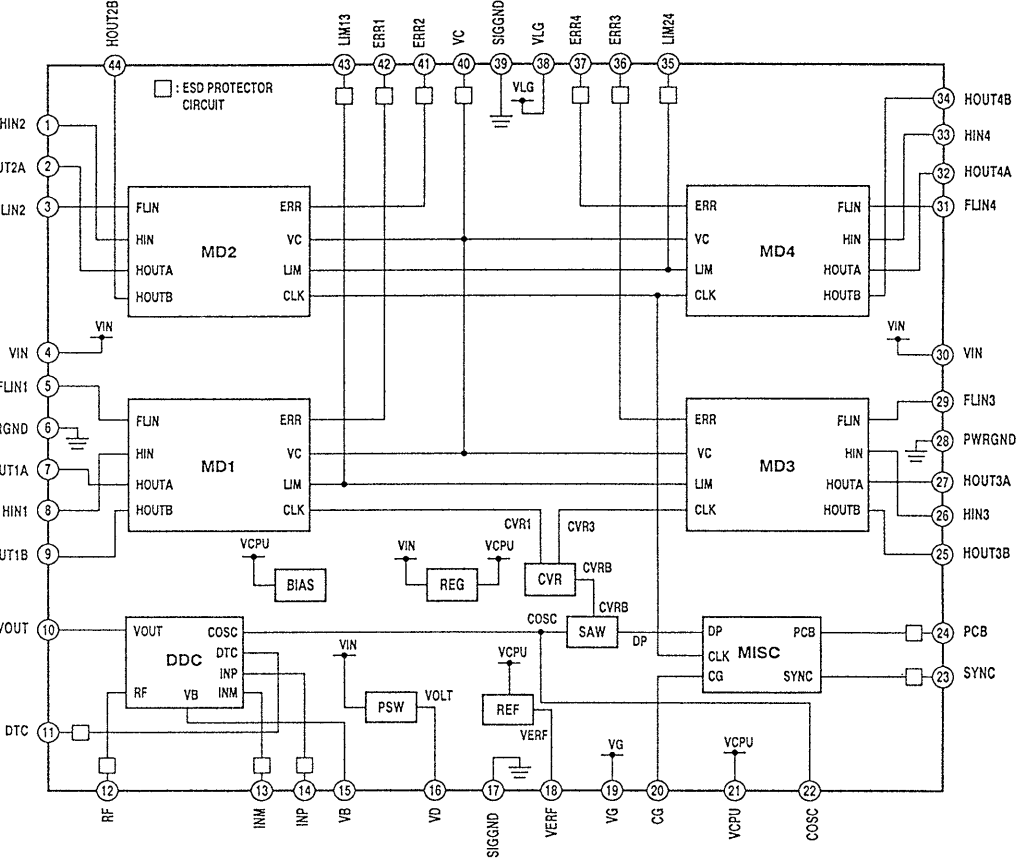 HOUT2B
LIM13
ERR1
ERR2
VC
SIGGND
VLG
ERR4
ERR3
LIM24
44
43
42
41
40
39
38
37
36
35
: ESD PROTECTOR
CIRCUIT
VLG
HIN2
1
UT2A
2
LIN2
3
34
HOUT4B
33
HIN4
32
HOUT4A
31
FLIN4
FLIN
HIN
HOUTA
HOUTB
MD2
ERR
VC
LIM
CLK
ERR
VC
LIM
CLK
MD4
FLIN
HIN
HOUTA
HOUTB
VIN
VIN
4
VIN
30
VIN
FLIN1
5
RGND
6
UT1A
7
HIN1
8
UT1B
9
29
FLIN3
28
PWRGND
27
HOUT3A
26
HIN3
25
HOUT3B
FLIN
HIN
HOUTA
HOUTB
MD1
ERR
VC
LIM
CLK
ERR
VC
LIM
CLK
MD3
FLIN
HIN
HOUTA
HOUTB
CVR1
CVR3
VCPU
BIAS
VIN
REG
VCPU
CVR
CVRB
CVRB
VOUT
10
VOUT
COSC
DTC
INP
INM
DDC
RF
VB
COSC
SAW
DP
DP
CLK
CG
MISC
PCB
SYNC
24
PCB
23
SYNC
VIN
PSW
VOLT
VCPU
REF
VERF
DTC
11
VG
VCPU
12
13
14
15
16
17
18
19
20
21
22
RF
INM
INP
VB
VD
SIGGND
VERF
VG
CG
VCPU
COSC